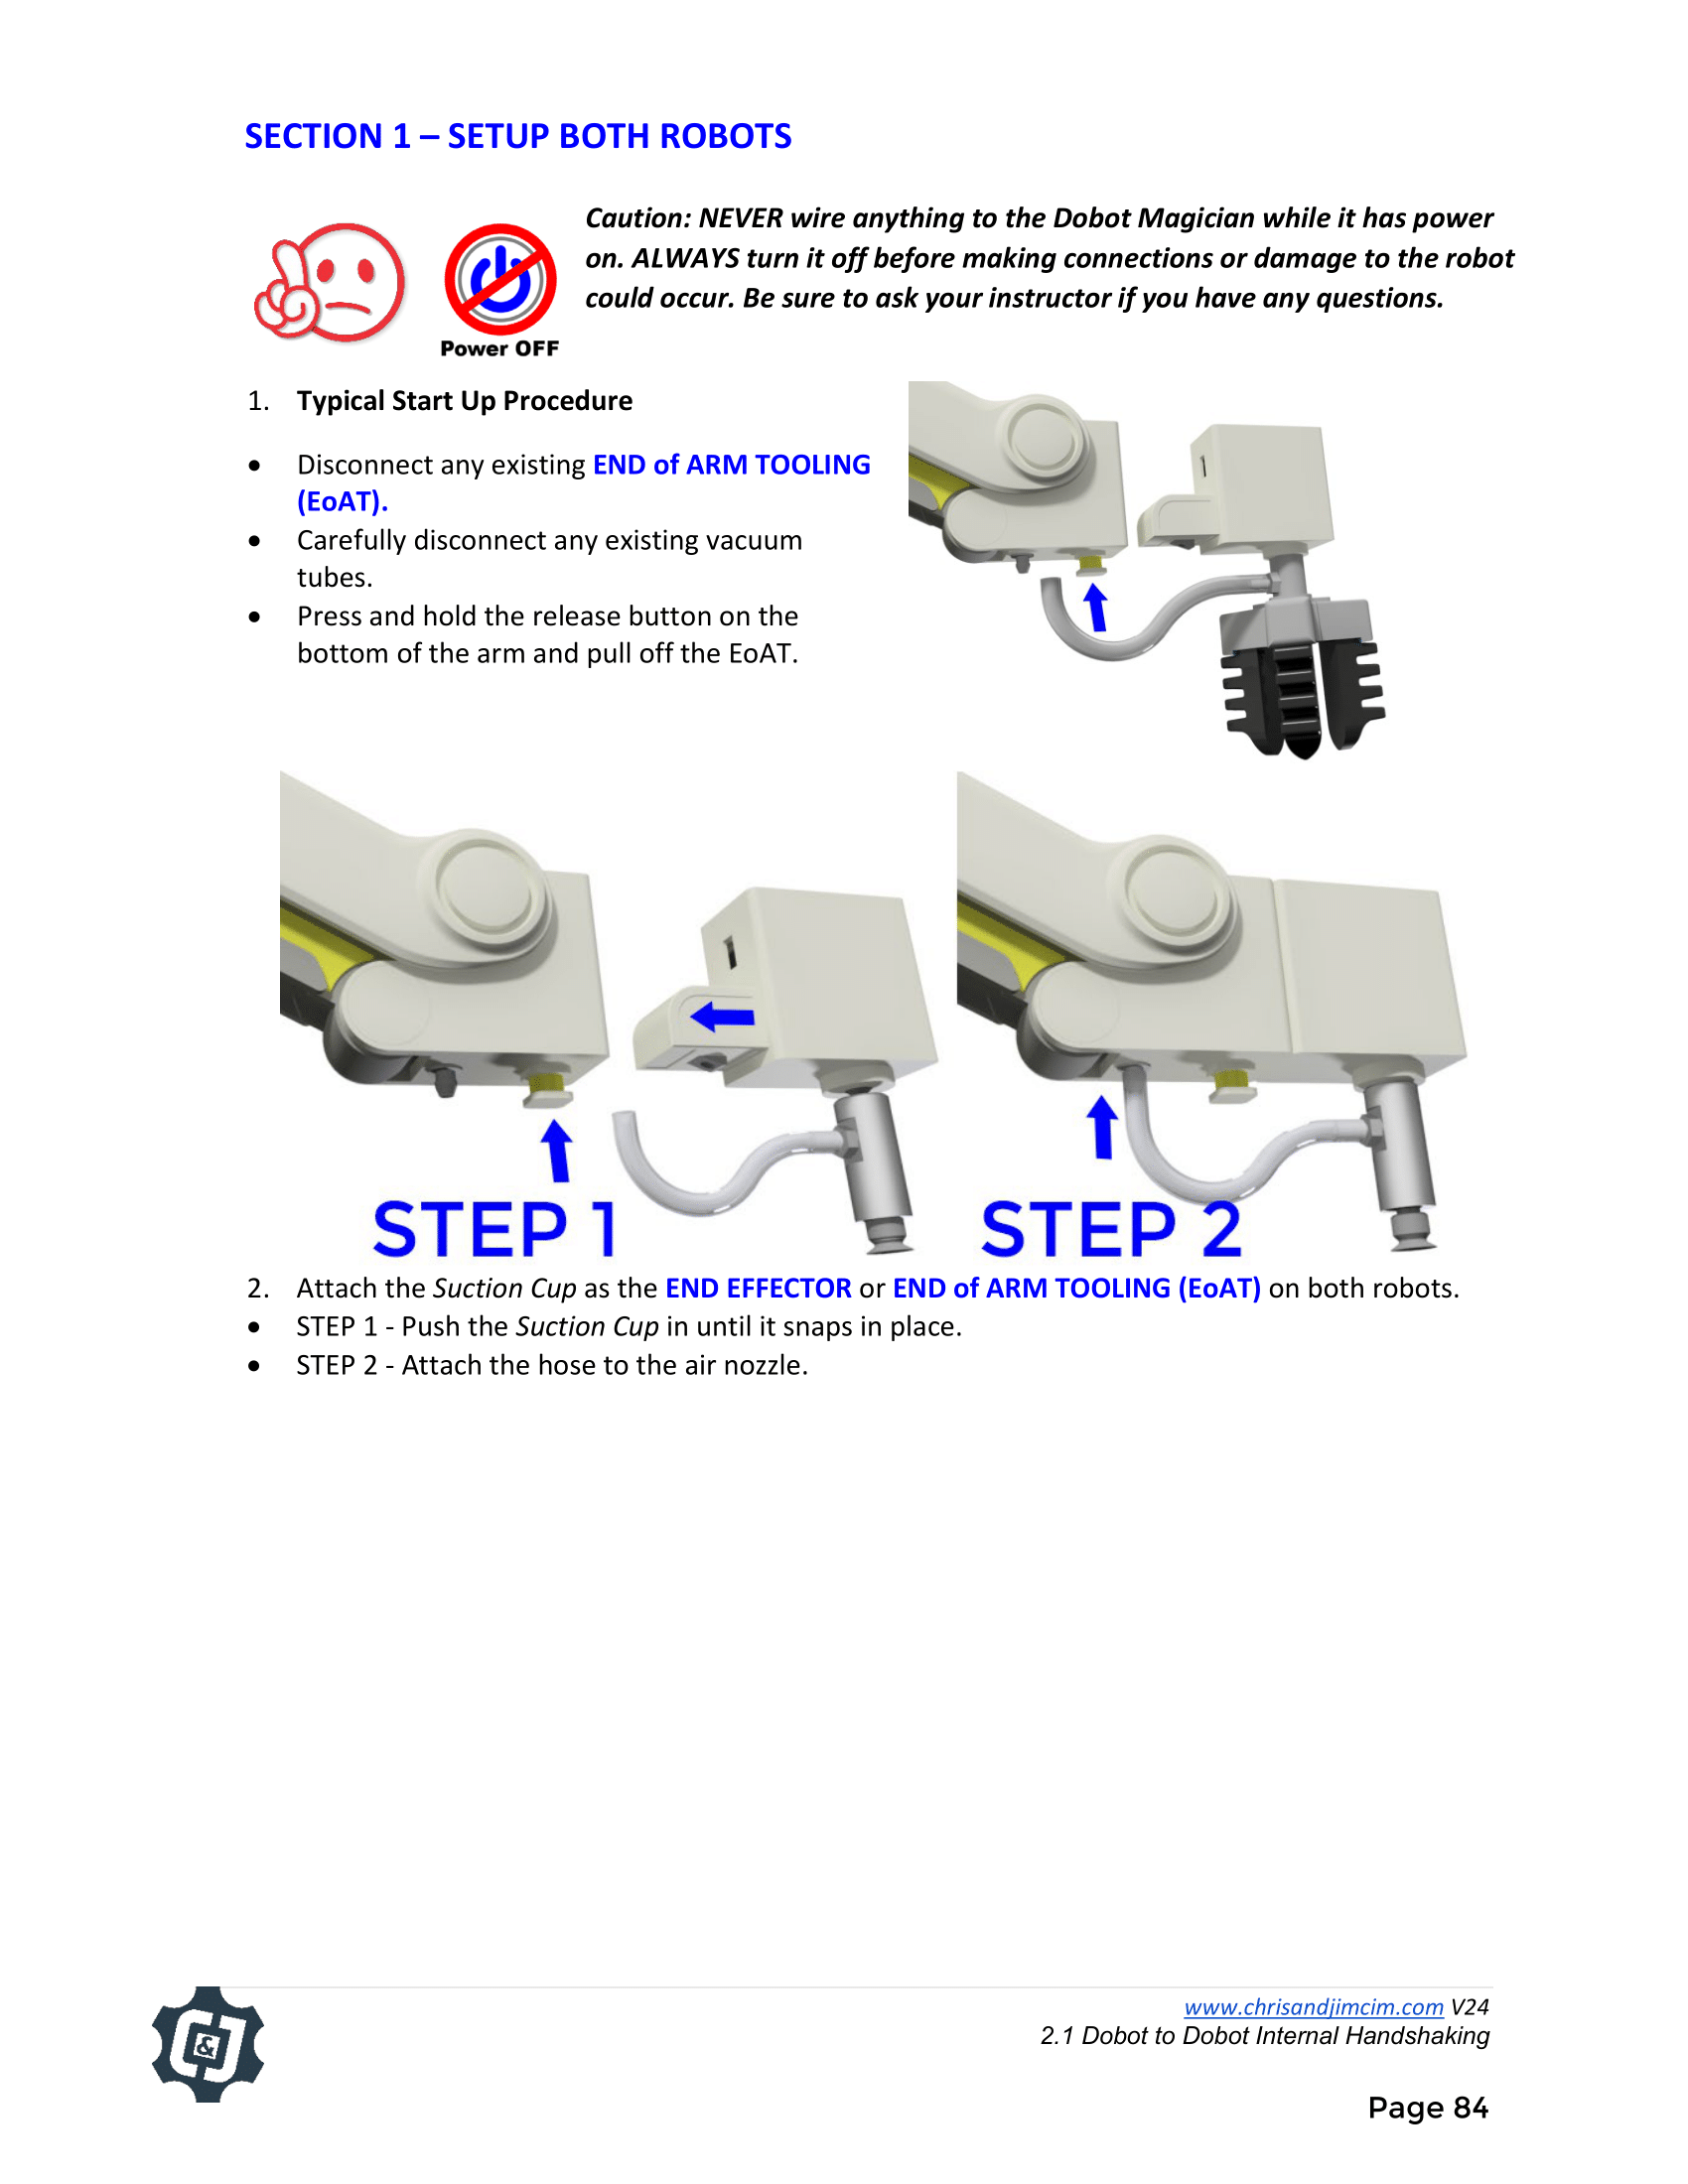 SECTION 1 – SETUP BOTH ROBOTS
Caution: NEVER wire anything to the Dobot Magician while it has power
on. ALWAYS turn it off before making connections or damage to the robot
could occur. Be sure to ask your instructor if you have any questions.
Power OFF
1. Typical Start Up Procedure
• Disconnect any existing END of ARM TOOLING
(EoAT).
• Carefully disconnect any existing vacuum
tubes.
• Press and hold the release button on the
bottom of the arm and pull off the EoAT.
STEP 1
STEP 2
2. Attach the Suction Cup as the END EFFECTOR or END of ARM TOOLING (EoAT) on both robots.
• STEP 1 - Push the Suction Cup in until it snaps in place.
• STEP 2 - Attach the hose to the air nozzle.
C&J
www.chrisandjimcim.com V24
2.1 Dobot to Dobot Internal Handshaking
Page 84